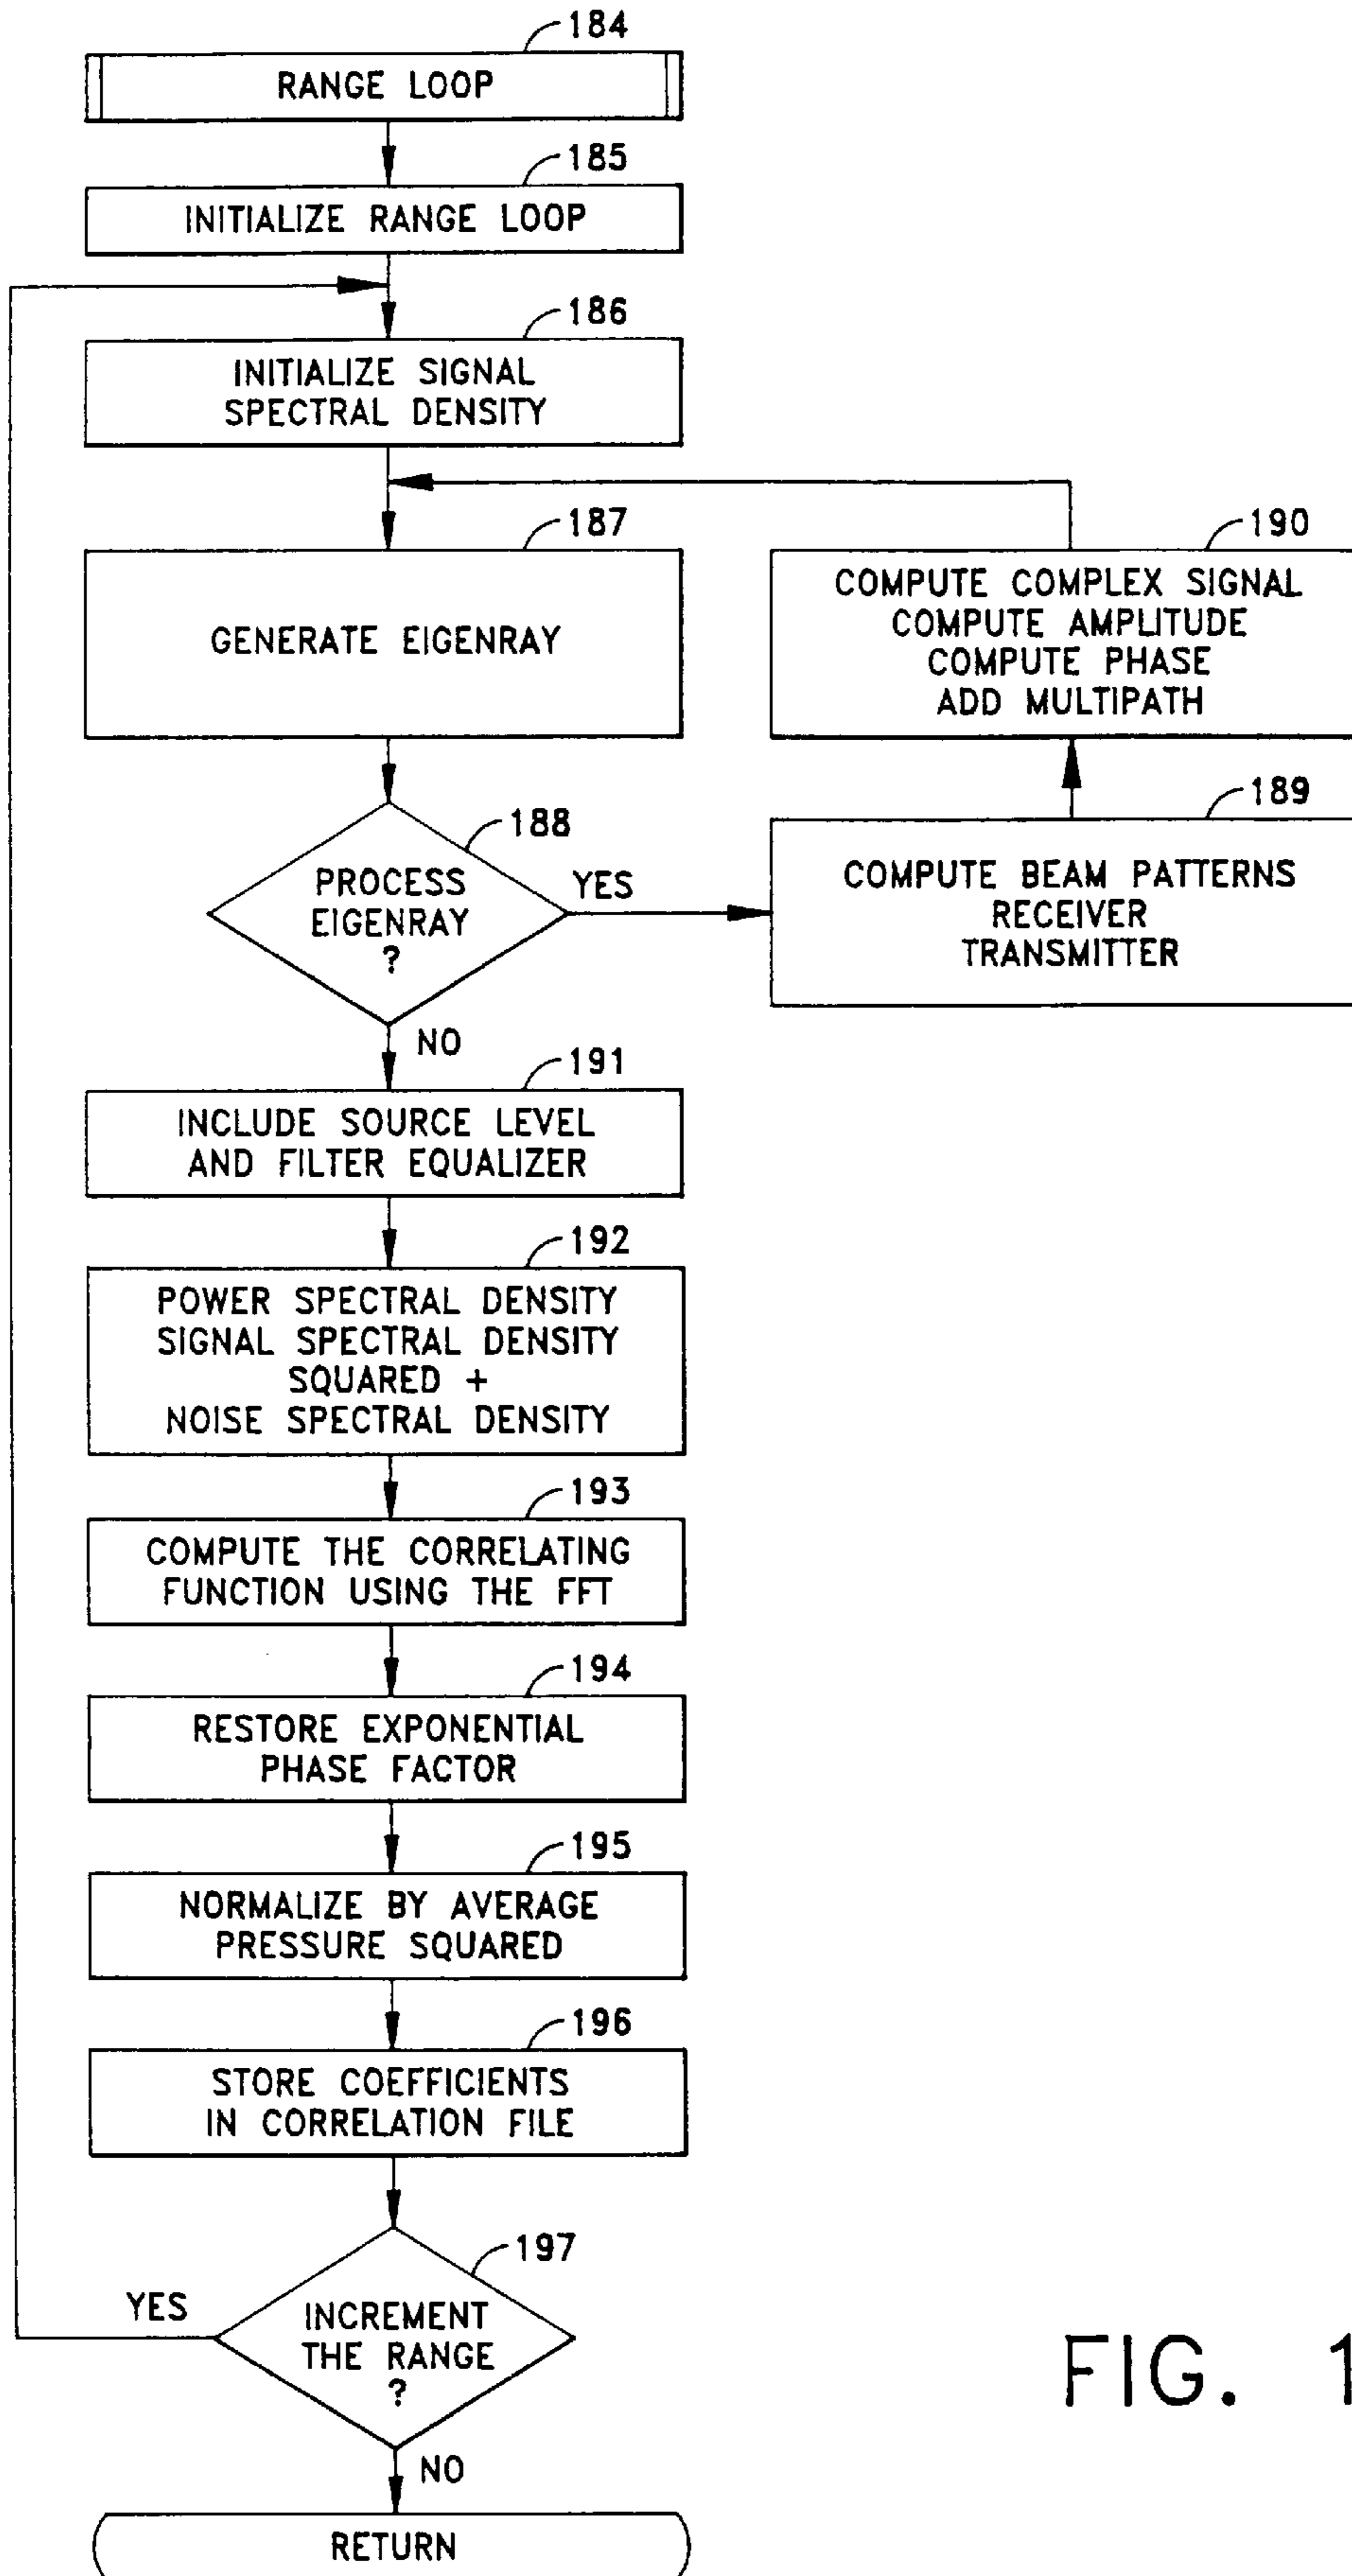 184
RANGE LOOP
185
INITIALIZE RANGE LOOP
186
INITIALIZE SIGNAL
SPECTRAL DENSITY
187
GENERATE EIGENRAY
190
COMPUTE COMPLEX SIGNAL
COMPUTE AMPLITUDE
COMPUTE PHASE
ADD MULTIPATH
188
PROCESS
EIGENRAY
?
YES
NO
189
COMPUTE BEAM PATTERNS
RECEIVER
TRANSMITTER
191
INCLUDE SOURCE LEVEL
AND FILTER EQUALIZER
192
POWER SPECTRAL DENSITY
SIGNAL SPECTRAL DENSITY
SQUARED +
NOISE SPECTRAL DENSITY
193
COMPUTE THE CORRELATING
FUNCTION USING THE FFT
194
RESTORE EXPONENTIAL
PHASE FACTOR
195
NORMALIZE BY AVERAGE
PRESSURE SQUARED
196
STORE COEFFICIENTS
IN CORRELATION FILE
197
INCREMENT
THE RANGE
?
YES
NO
RETURN
FIG. 1